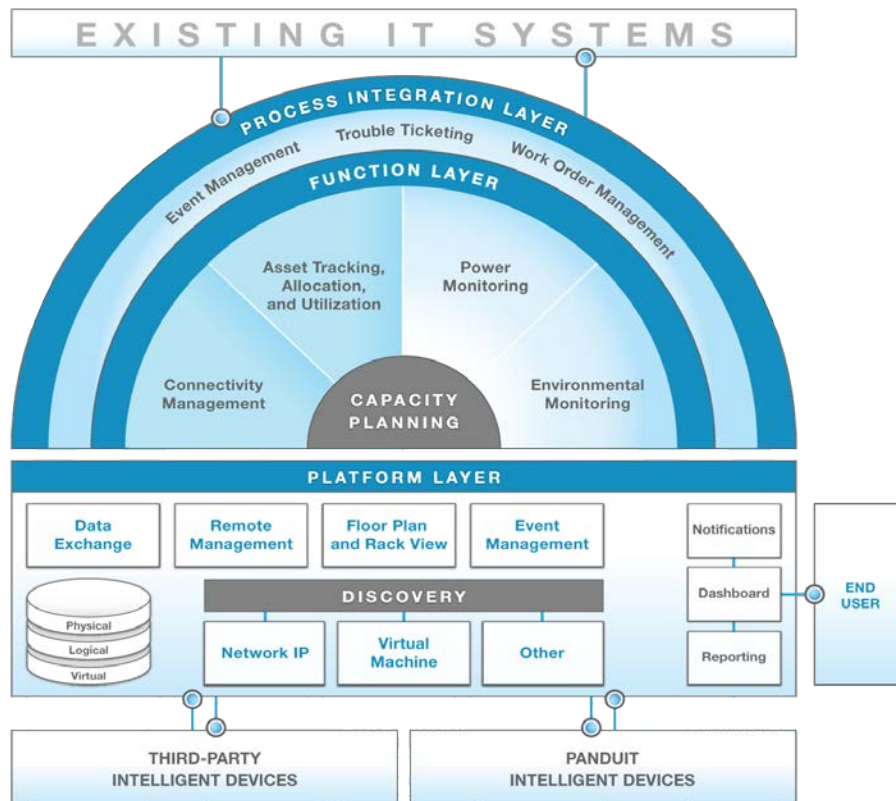 EXISTING IT SYSTEMS
PROCESS INTEGRATION LAYER
Event Management
Trouble Ticketing
Work Order Management
FUNCTION LAYER
Connectivity
Management
Asset Tracking,
Allocation,
and Utilization
Power
Monitoring
Environmental
Monitoring
CAPACITY
PLANNING
PLATFORM LAYER
Data
Exchange
Remote
Management
Floor Plan
and Rack View
Event
Management
Physical
Logical
Virtual
DISCOVERY
Network IP
Virtual
Machine
Other
Notifications
Dashboard
Reporting
END
USER
THIRD-PARTY
INTELLIGENT DEVICES
PANDUIT
INTELLIGENT DEVICES